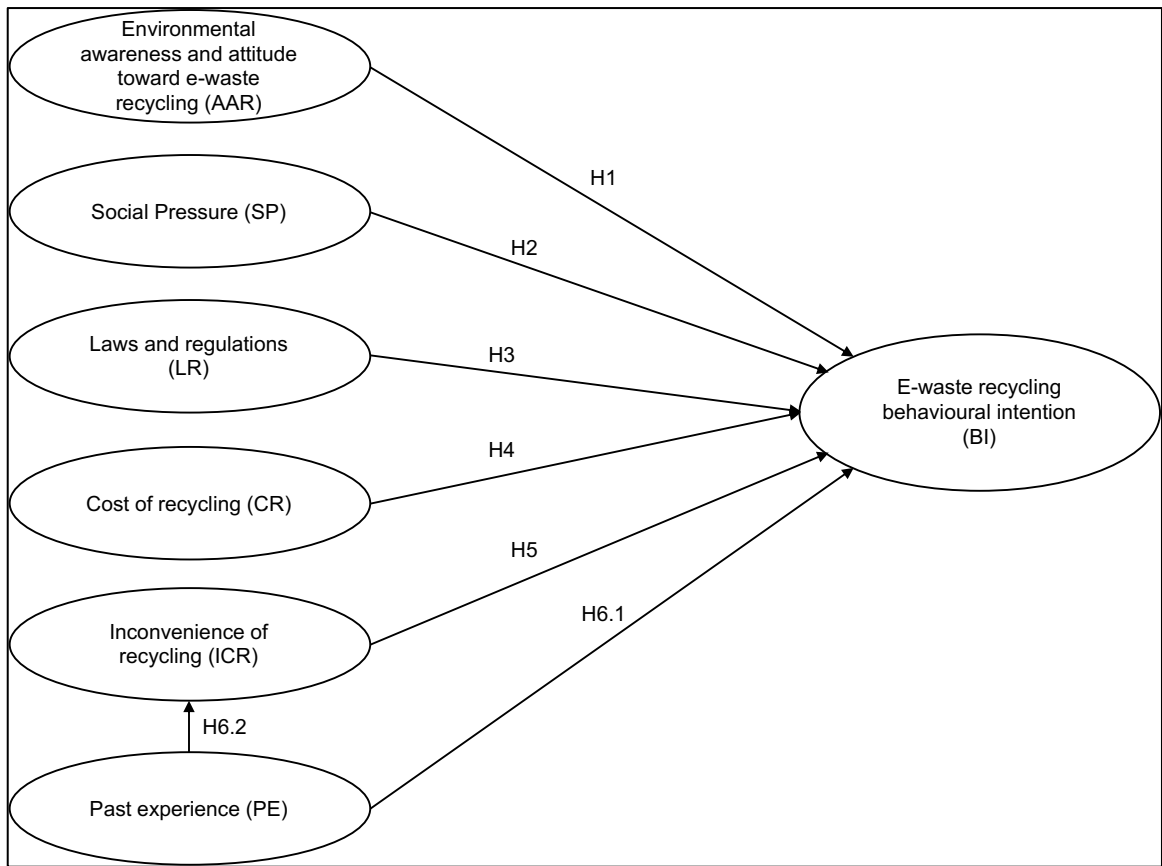 Environmental
awareness and attitude
toward e-waste
recycling (AAR)
H1
Social Pressure (SP)
H2
Laws and regulations
(LR)
H3
E-waste recycling
behavioural intention
(BI)
H4
Cost of recycling (CR)
H5
Inconvenience of
recycling (ICR)
H6.1
H6.2
Past experience (PE)